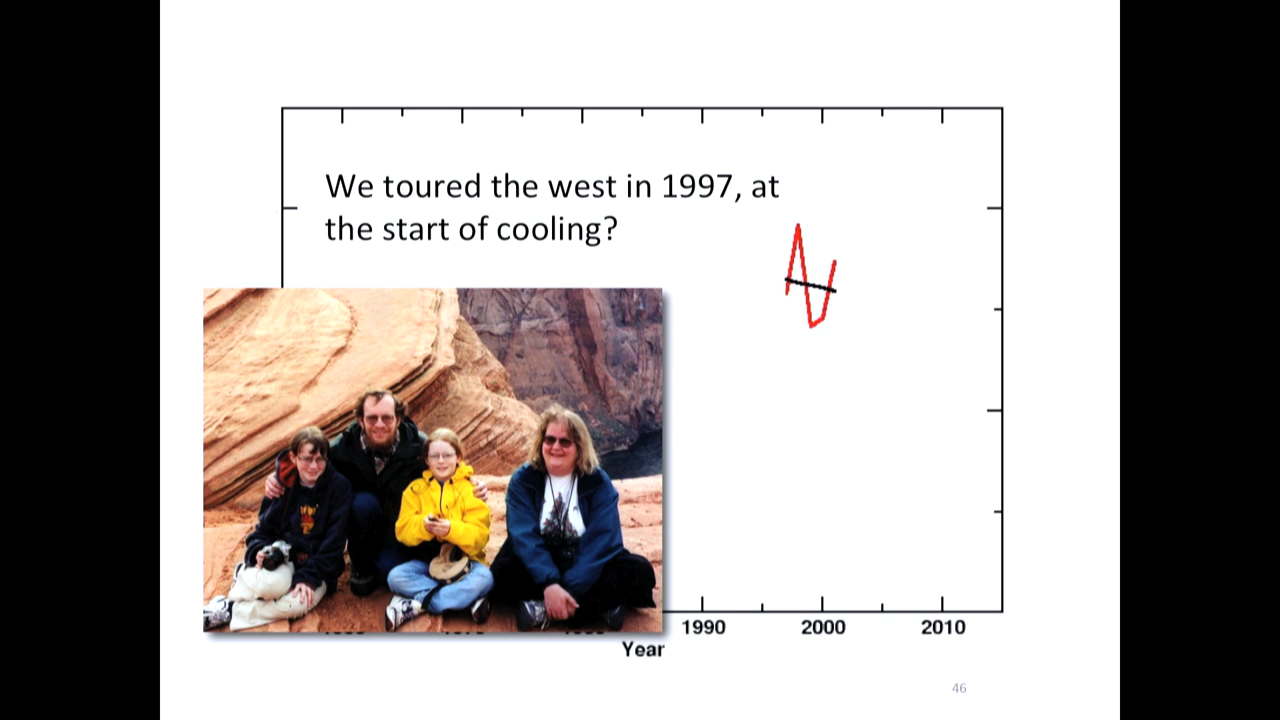 We toured the west in 1997, at
the start of cooling?
1990 2000 2010
Year
46